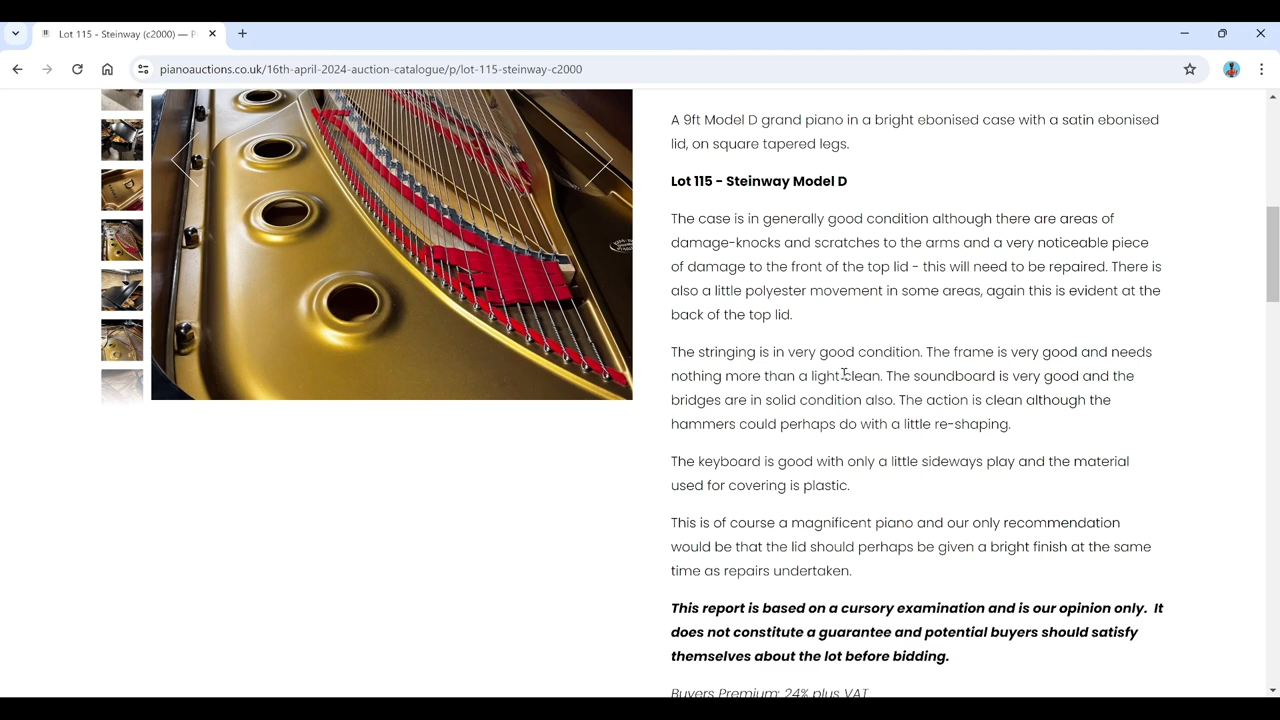 Lot 115 - Steinway (c2000) — P
pianoauctions.co.uk/16th-april-2024-auction-catalogue/p/lot-115-steinway-c2000
A 9ft Model D grand piano in a bright ebonised case with a satin ebonised
lid, on square tapered legs.
Lot 115 - Steinway Model D
The case is in generally good condition although there are areas of
damage-knocks and scratches to the arms and a very noticeable piece
of damage to the front of the top lid - this will need to be repaired. There is
also a little polyester movement in some areas, again this is evident at the
back of the top lid.
The stringing is in very good condition. The frame is very good and needs
nothing more than a light clean. The soundboard is very good and the
bridges are in solid condition also. The action is clean although the
hammers could perhaps do with a little re-shaping.
The keyboard is good with only a little sideways play and the material
used for covering is plastic.
This is of course a magnificent piano and our only recommendation
would be that the lid should perhaps be given a bright finish at the same
time as repairs undertaken.
This report is based on a cursory examination and is our opinion only. It
does not constitute a guarantee and potential buyers should satisfy
themselves about the lot before bidding.
Buyers Premium: 24% plus VAT